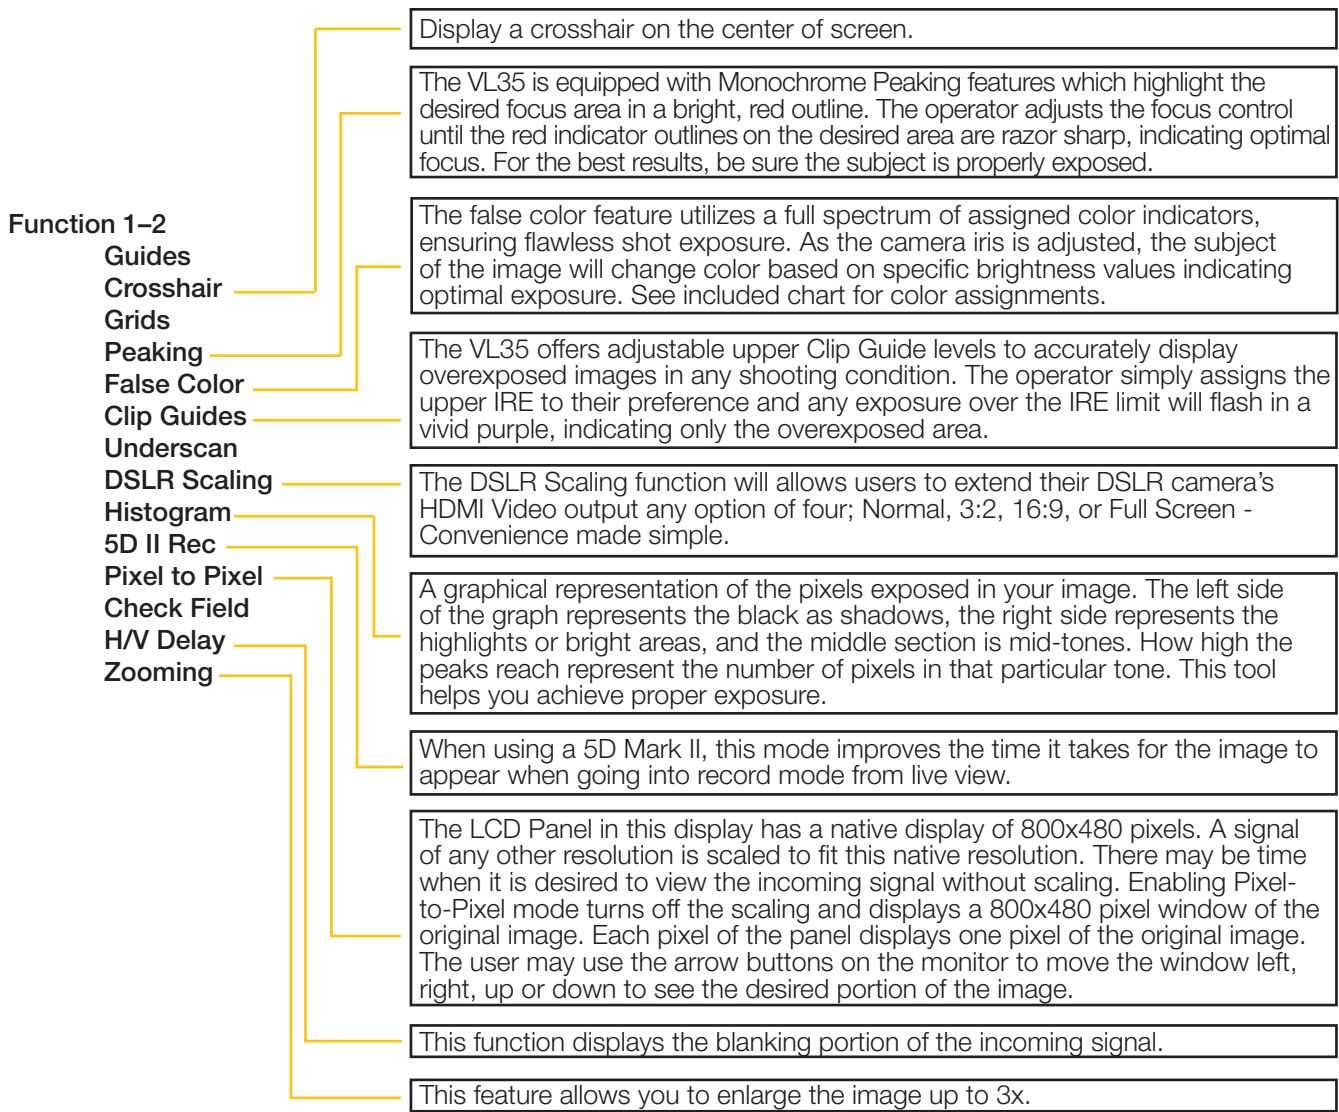 Function 1–2
Guides
Crosshair
Grids
Peaking
False Color
Clip Guides
Underscan
DSLR Scaling
Histogram
5D II Rec
Pixel to Pixel
Check Field
H/V Delay
Zooming
Display a crosshair on the center of screen.
The VL35 is equipped with Monochrome Peaking features which highlight the
desired focus area in a bright, red outline. The operator adjusts the focus control
until the red indicator outlines on the desired area are razor sharp, indicating optimal
focus. For the best results, be sure the subject is properly exposed.
The false color feature utilizes a full spectrum of assigned color indicators,
ensuring flawless shot exposure. As the camera iris is adjusted, the subject
of the image will change color based on specific brightness values indicating
optimal exposure. See included chart for color assignments.
The VL35 offers adjustable upper Clip Guide levels to accurately display
overexposed images in any shooting condition. The operator simply assigns the
upper IRE to their preference and any exposure over the IRE limit will flash in a
vivid purple, indicating only the overexposed area.
The DSLR Scaling function will allows users to extend their DSLR camera’s
HDMI Video output any option of four; Normal, 3:2, 16:9, or Full Screen -
Convenience made simple.
A graphical representation of the pixels exposed in your image. The left side
of the graph represents the black as shadows, the right side represents the
highlights or bright areas, and the middle section is mid-tones. How high the
peaks reach represent the number of pixels in that particular tone. This tool
helps you achieve proper exposure.
When using a 5D Mark II, this mode improves the time it takes for the image to
appear when going into record mode from live view.
The LCD Panel in this display has a native display of 800x480 pixels. A signal
of any other resolution is scaled to fit this native resolution. There may be time
when it is desired to view the incoming signal without scaling. Enabling Pixel-
to-Pixel mode turns off the scaling and displays a 800x480 pixel window of the
original image. Each pixel of the panel displays one pixel of the original image.
The user may use the arrow buttons on the monitor to move the window left,
right, up or down to see the desired portion of the image.
This function displays the blanking portion of the incoming signal.
This feature allows you to enlarge the image up to 3x.